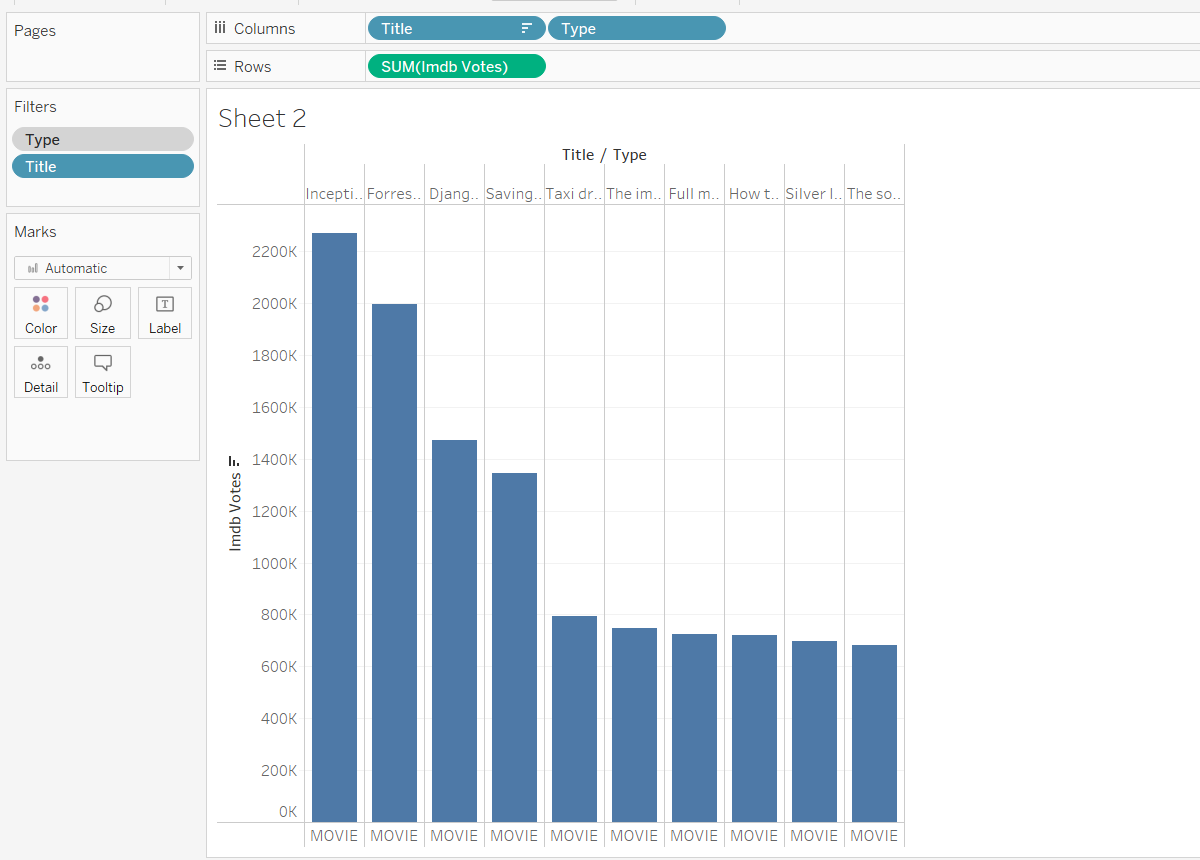 Pages
Columns Title Type
Rows SUM(Imdb Votes)
Filters
Type
Title
Marks
Automatic
Color Size Label
Detail Tooltip
Sheet 2
Title / Type
Incepti.. Forres.. Djang.. Saving.. Taxi dr.. The im.. Full m.. How t.. Silver l.. The so..
2200K
2000K
1800K
1600K
1400K
1200K
1000K
800K
600K
400K
200K
0K
Imdb Votes
MOVIE MOVIE MOVIE MOVIE MOVIE MOVIE MOVIE MOVIE MOVIE MOVIE